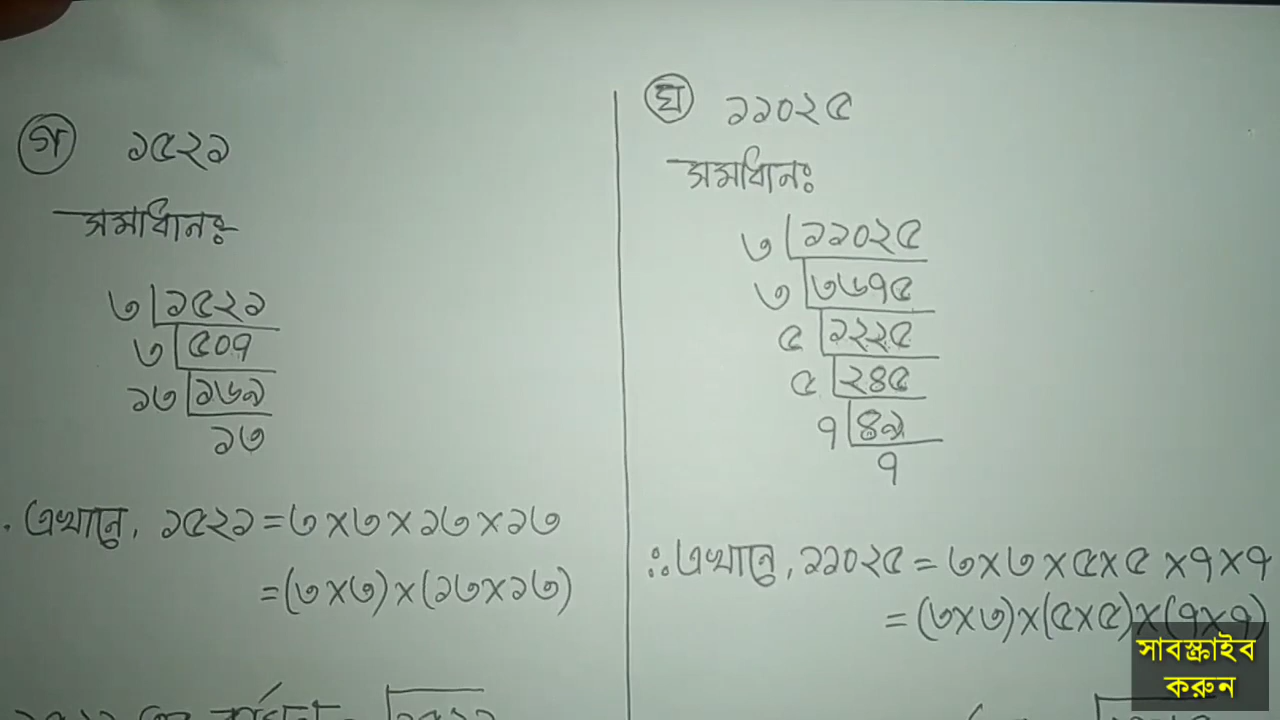 গ ১৫২১
সমাধানঃ
৩ ১৫২১
৩ ৫০৭
১৩ ১৬৯
১৩
এখানে, ১৫২১ = ৩×৩×১৩×১৩
= (৩×৩)×(১৩×১৩)
ঘ ১১০২৫
সমাধানঃ
৩ ১১০২৫
৩ ৩৬৭৫
৫ ১২২৫
৫ ২৪৫
৭ ৪৯
৭
∴ এখানে, ১১০২৫ = ৩×৩×৫×৫×৭×৭
= (৩×৩)×(৫×৫)×(৭×৭)
সাবস্ক্রাইব
করুন